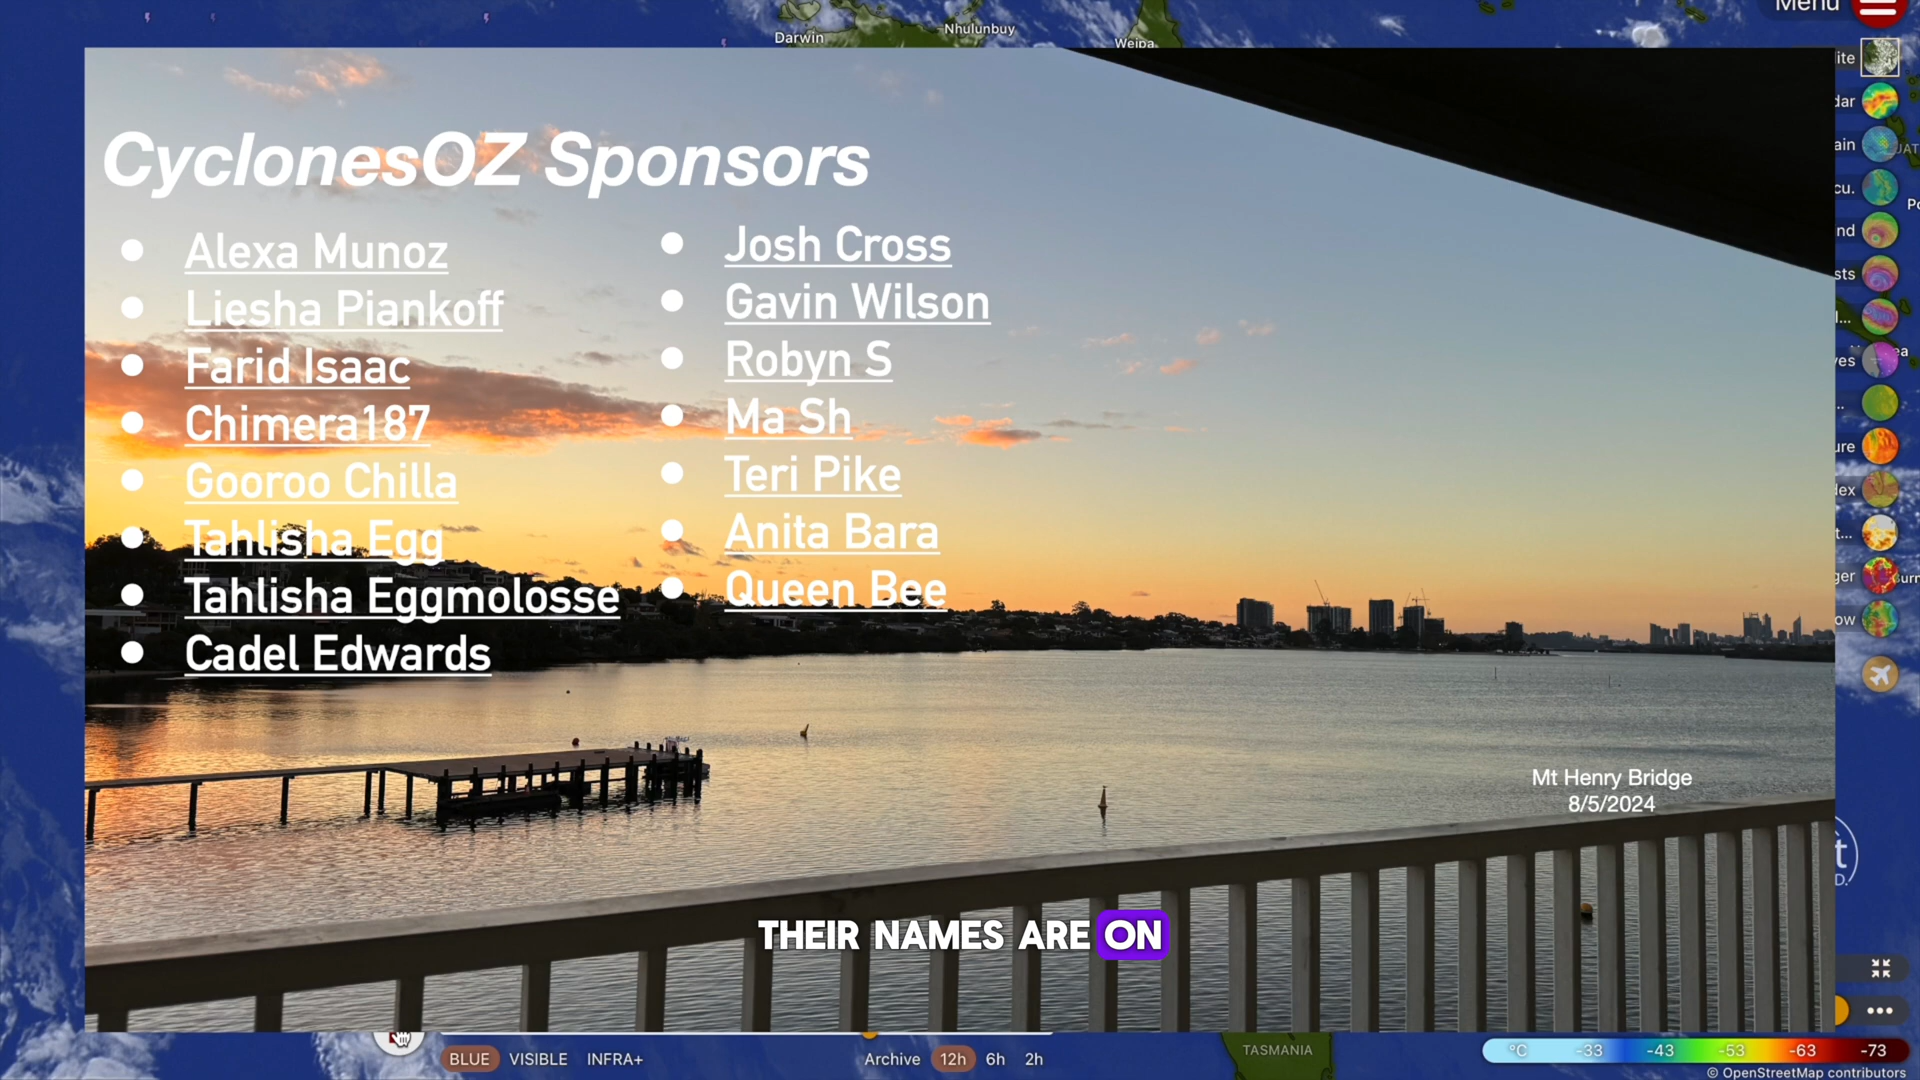 Menu
Darwin
Nhulunbuy
Weipa
CyclonesOZ Sponsors
Alexa Munoz
Liesha Piankoff
Farid Isaac
Chimera187
Gooroo Chilla
Tahlisha Egg
Tahlisha Eggmolosse
Cadel Edwards
Josh Cross
Gavin Wilson
Robyn S
Ma Sh
Teri Pike
Anita Bara
Queen Bee
Mt Henry Bridge
8/5/2024
THEIR NAMES ARE ON
BLUE VISIBLE INFRA+
Archive 12h 6h 2h
TASMANIA
°C -33 -43 -53 -63 -73
© OpenStreetMap contributors